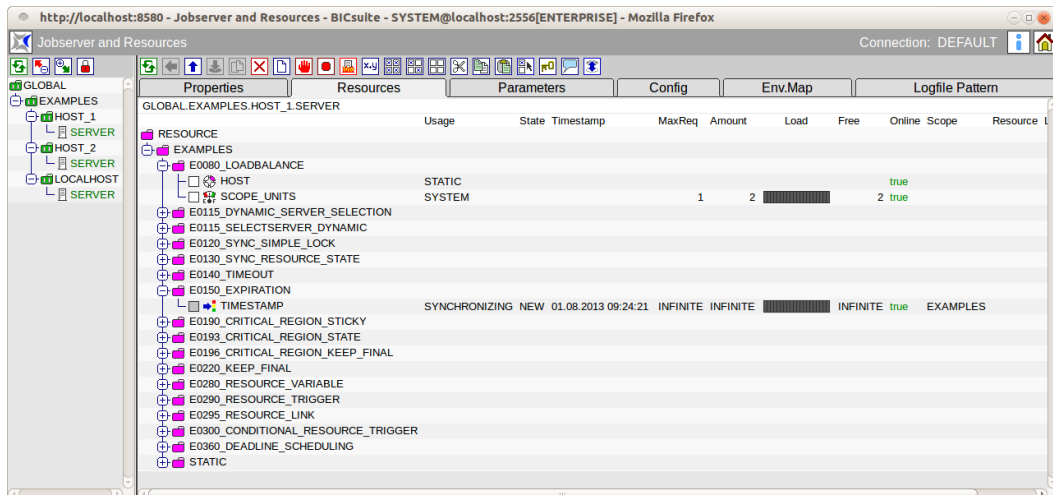 http://localhost:8580 - Jobserver and Resources - BICsuite - SYSTEM@localhost:2556[ENTERPRISE] - Mozilla Firefox
Jobserver and Resources Connection: DEFAULT
GLOBAL
EXAMPLES
HOST_1
SERVER
HOST_2
SERVER
LOCALHOST
SERVER
Properties Resources Parameters Config Env.Map Logfile Pattern
GLOBAL.EXAMPLES.HOST_1.SERVER
Usage State Timestamp MaxReq Amount Load Free Online Scope Resource L
RESOURCE
EXAMPLES
E0080_LOADBALANCE
HOST STATIC true
SCOPE_UNITS SYSTEM 1 2 2 true
E0115_DYNAMIC_SERVER_SELECTION
E0115_SELECTSERVER_DYNAMIC
E0120_SYNC_SIMPLE_LOCK
E0130_SYNC_RESOURCE_STATE
E0140_TIMEOUT
E0150_EXPIRATION
TIMESTAMP SYNCHRONIZING NEW 01.08.2013 09:24:21 INFINITE INFINITE INFINITE true EXAMPLES
E0190_CRITICAL_REGION_STICKY
E0193_CRITICAL_REGION_STATE
E0196_CRITICAL_REGION_KEEP_FINAL
E0220_KEEP_FINAL
E0280_RESOURCE_VARIABLE
E0290_RESOURCE_TRIGGER
E0295_RESOURCE_LINK
E0300_CONDITIONAL_RESOURCE_TRIGGER
E0360_DEADLINE_SCHEDULING
STATIC